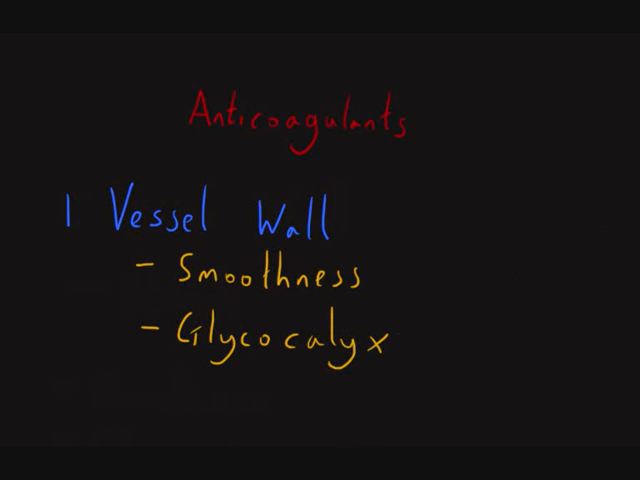 Anticoagulants
1 Vessel Wall
- Smoothness
- Glycocalyx